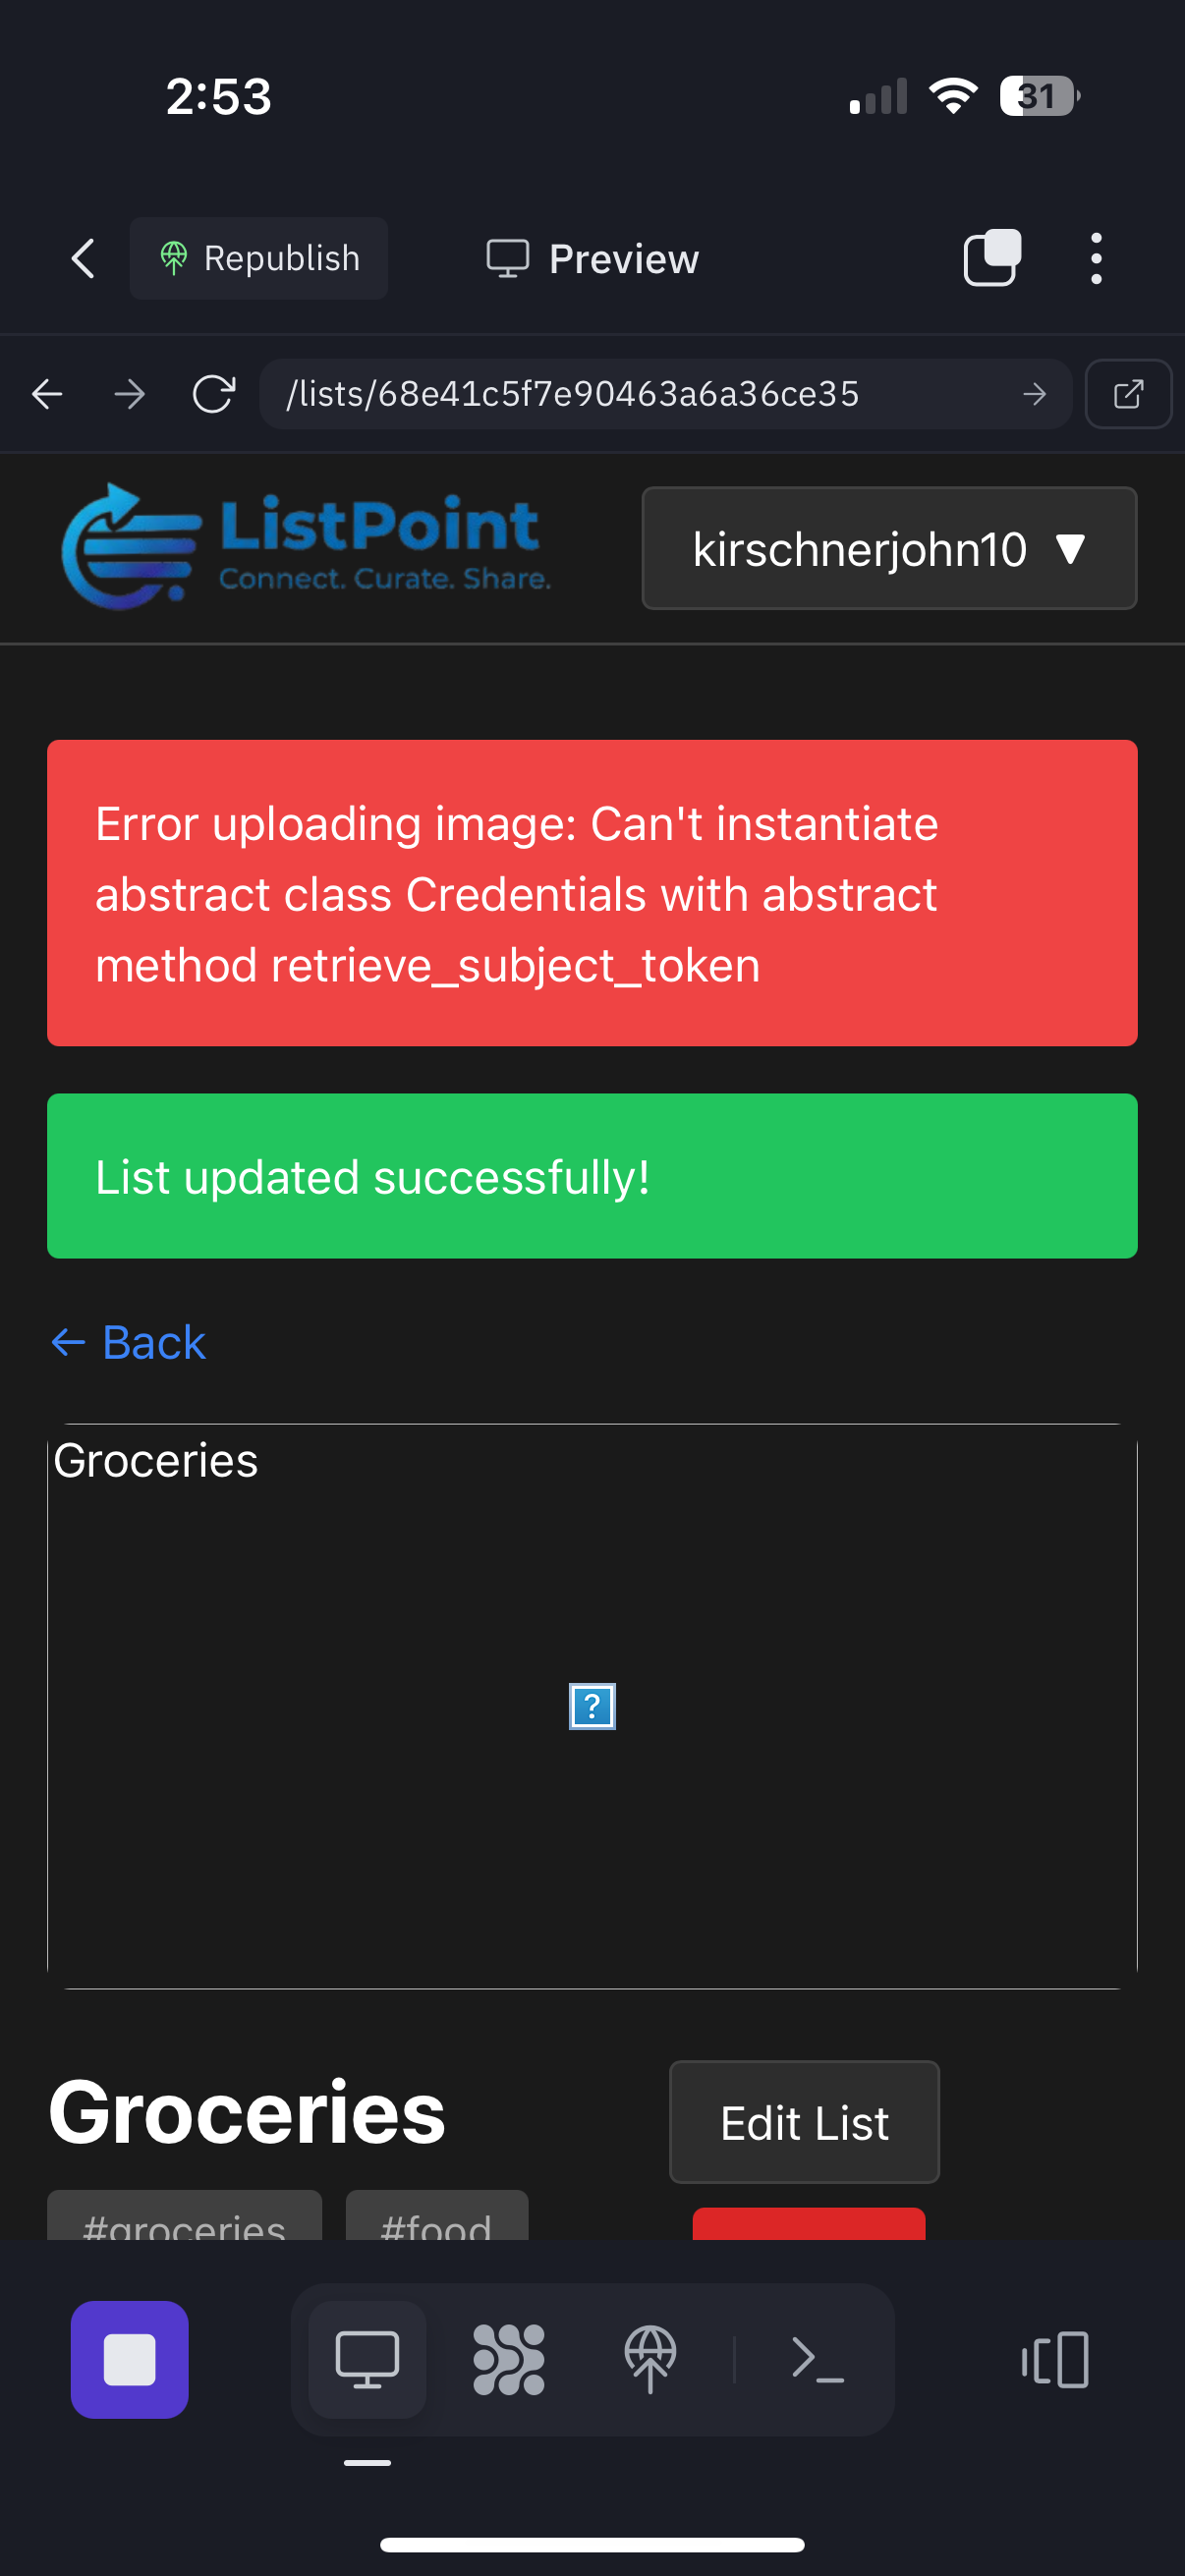 2:53
31
Republish
Preview
/lists/68e41c5f7e90463a6a36ce35
ListPoint
Connect. Curate. Share.
kirschnerjohn10 ▼
Error uploading image: Can't instantiate
abstract class Credentials with abstract
method retrieve_subject_token
List updated successfully!
← Back
Groceries
?
Groceries
Edit List
#groceries
#food